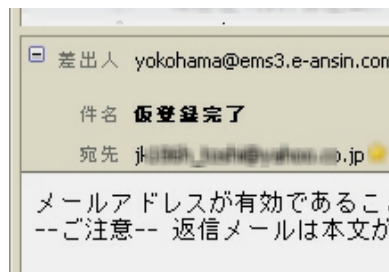 差出人 yokohama@ems3.e-ansin.com
件名 仮登録完了
宛先 .jp
メールアドレスが有効であるこ
--ご注意-- 返信メールは本文が